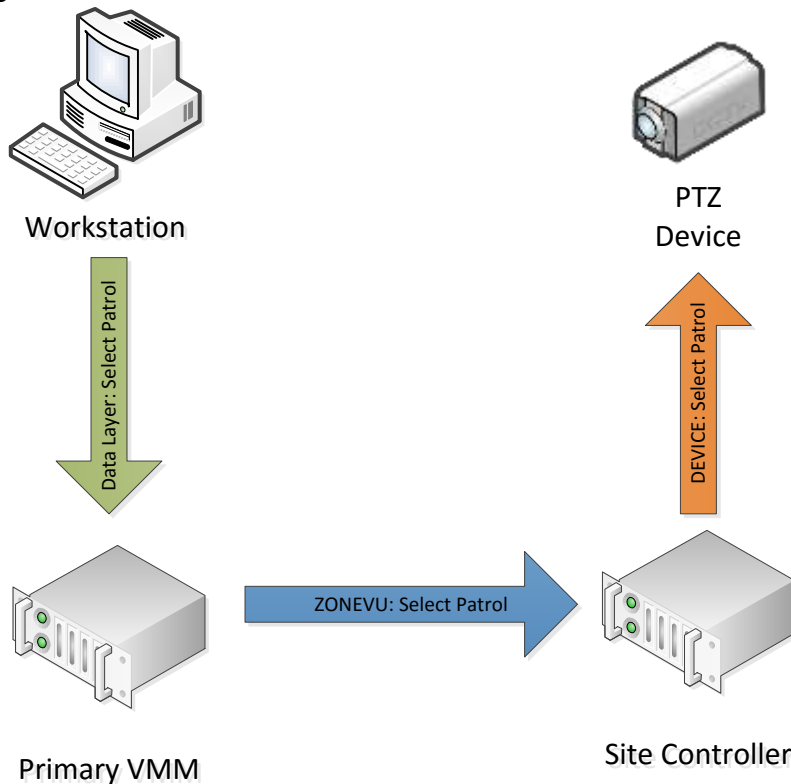 Workstation
PTZ
Device
Data Layer: Select Patrol
DEVICE: Select Patrol
ZONEVU: Select Patrol
Primary VMM
Site Controller